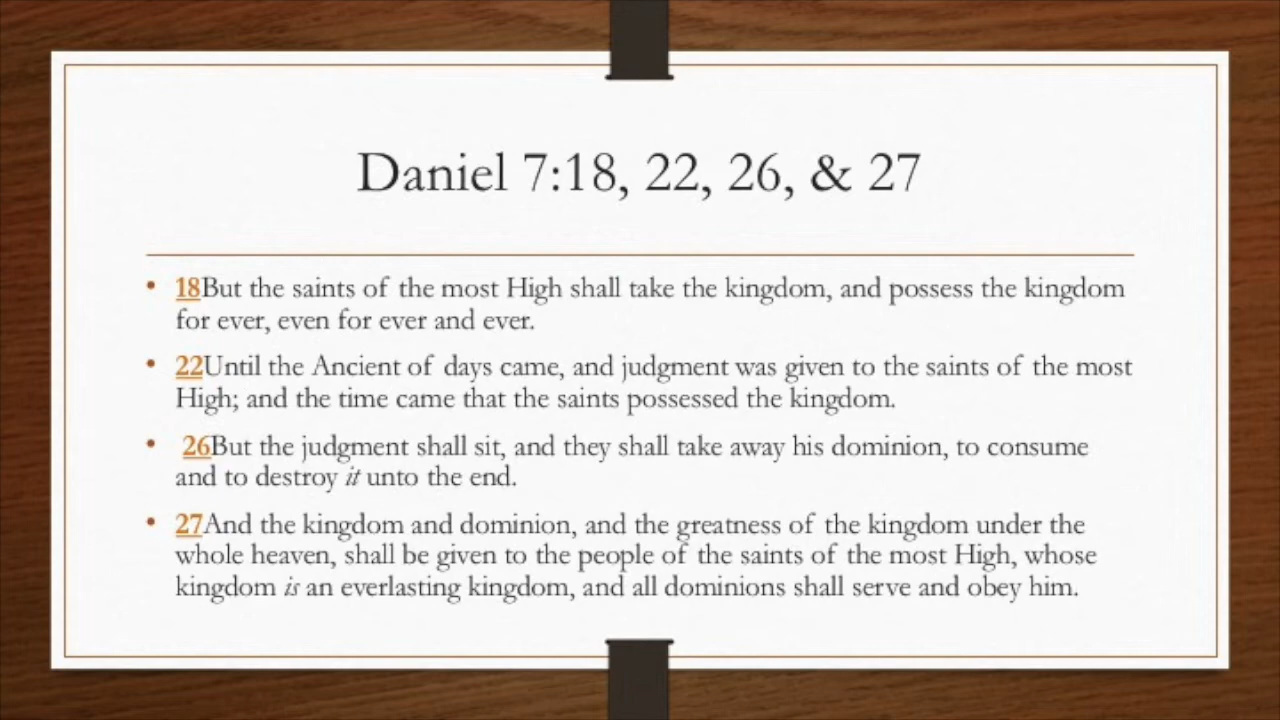 Daniel 7:18, 22, 26, & 27
• 18But the saints of the most High shall take the kingdom, and possess the kingdom
for ever, even for ever and ever.
• 22Until the Ancient of days came, and judgment was given to the saints of the most
High; and the time came that the saints possessed the kingdom.
• 26But the judgment shall sit, and they shall take away his dominion, to consume
and to destroy it unto the end.
• 27And the kingdom and dominion, and the greatness of the kingdom under the
whole heaven, shall be given to the people of the saints of the most High, whose
kingdom is an everlasting kingdom, and all dominions shall serve and obey him.